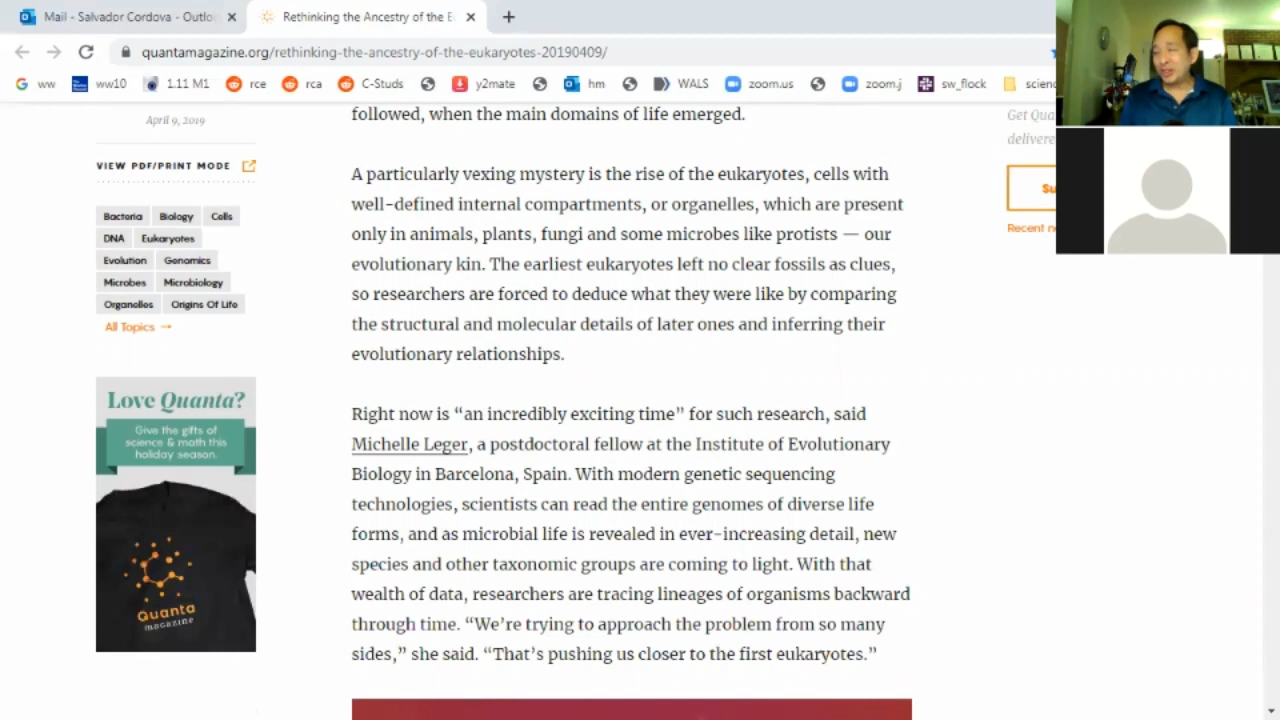 Mail - Salvador Cordova - Outlo
Rethinking the Ancestry of the E
quantamagazine.org/rethinking-the-ancestry-of-the-eukaryotes-20190409/
ww
ww10
1.11 M1
rce
rca
C-Studs
y2mate
hm
WALS
zoom.us
zoom.j
sw_flock
scien
April 9, 2019
VIEW PDF/PRINT MODE
Bacteria Biology Cells
DNA Eukaryotes
Evolution Genomics
Microbes Microbiology
Organelles Origins Of Life
All Topics →
Love Quanta?
Give the gifts of
science & math this
holiday season.
Quanta
magazine
followed, when the main domains of life emerged.
A particularly vexing mystery is the rise of the eukaryotes, cells with
well-defined internal compartments, or organelles, which are present
only in animals, plants, fungi and some microbes like protists — our
evolutionary kin. The earliest eukaryotes left no clear fossils as clues,
so researchers are forced to deduce what they were like by comparing
the structural and molecular details of later ones and inferring their
evolutionary relationships.
Right now is “an incredibly exciting time” for such research, said
Michelle Leger, a postdoctoral fellow at the Institute of Evolutionary
Biology in Barcelona, Spain. With modern genetic sequencing
technologies, scientists can read the entire genomes of diverse life
forms, and as microbial life is revealed in ever-increasing detail, new
species and other taxonomic groups are coming to light. With that
wealth of data, researchers are tracing lineages of organisms backward
through time. “We’re trying to approach the problem from so many
sides,” she said. “That’s pushing us closer to the first eukaryotes.”
Get Qua
delivere
Su
Recent n